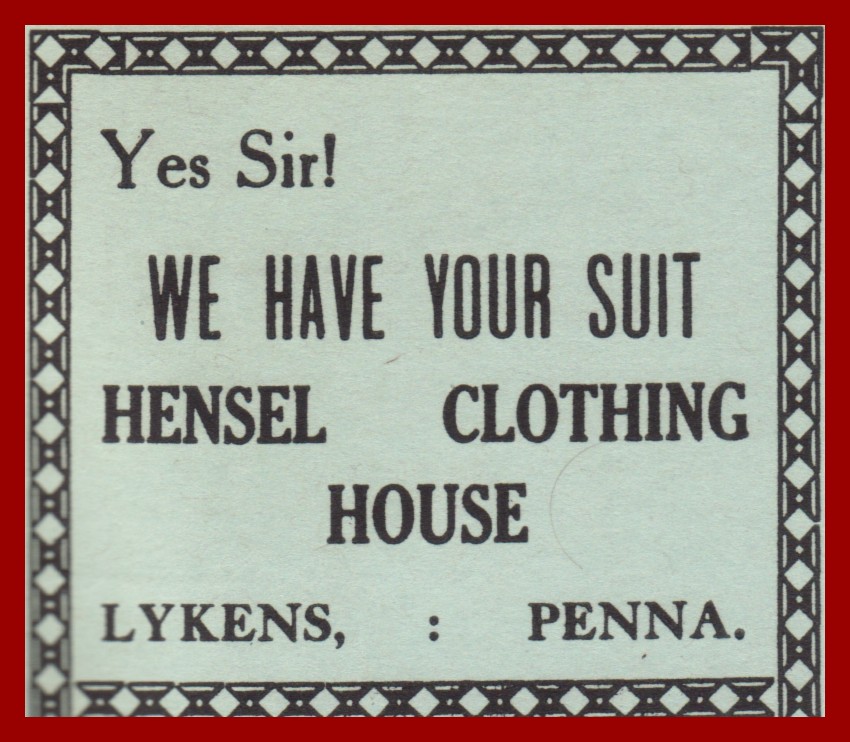 Yes Sir!
WE HAVE YOUR SUIT
HENSEL CLOTHING
HOUSE
LYKENS, : PENNA.